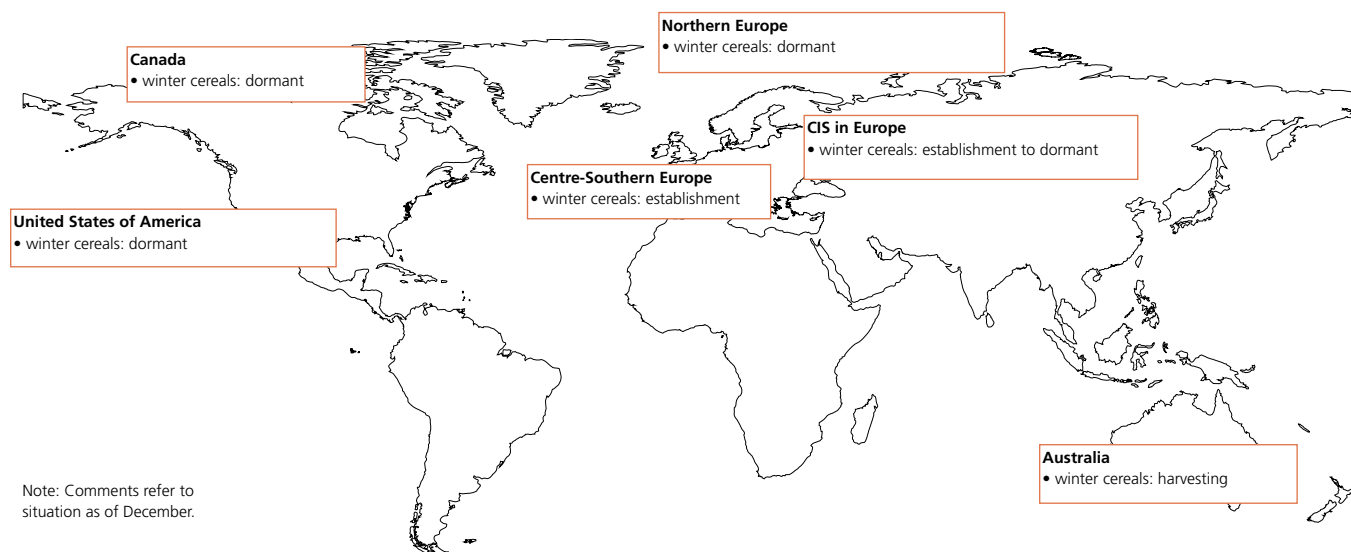 Northern Europe
• winter cereals: dormant
Canada
• winter cereals: dormant
CIS in Europe
• winter cereals: establishment to dormant
Centre-Southern Europe
• winter cereals: establishment
United States of America
• winter cereals: dormant
Australia
• winter cereals: harvesting
Note: Comments refer to
situation as of December.